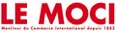 LE MOCI
Moniteur du Commerce International depuis 1883